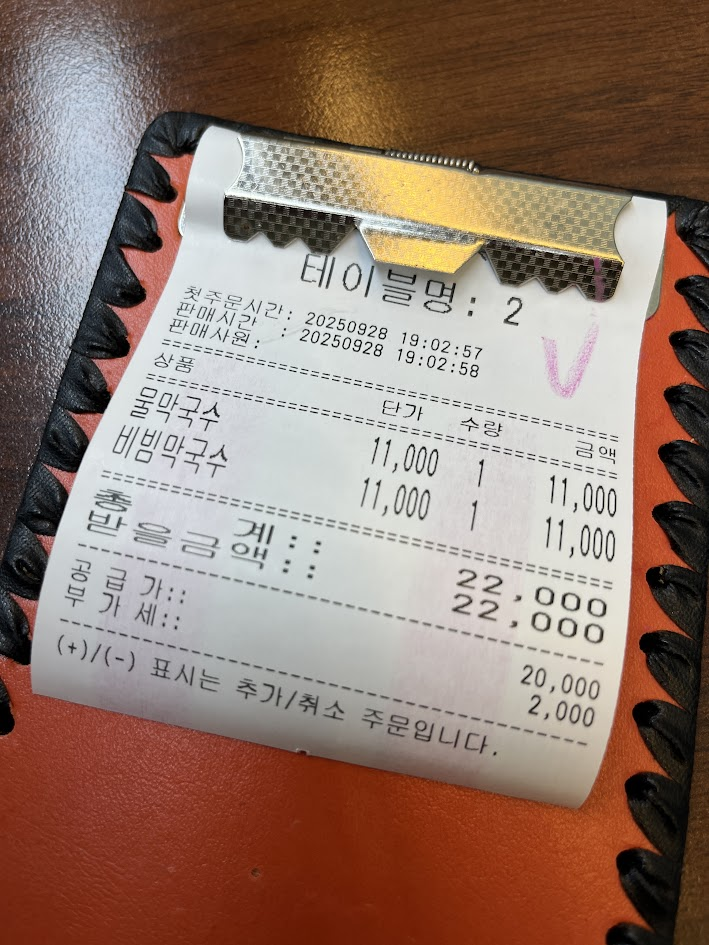 테이블명: 2
첫주문시간: 20250928 19:02:57
판매시간 : 20250928 19:02:58
판매사원:
상품 단가 수량 금액
물막국수 11,000 1 11,000
비빔막국수 11,000 1 11,000
총 계:: 22,000
받을금액:: 22,000
공 급 가:: 20,000
부 가 세:: 2,000
(+)/(-) 표시는 추가/취소 주문입니다.